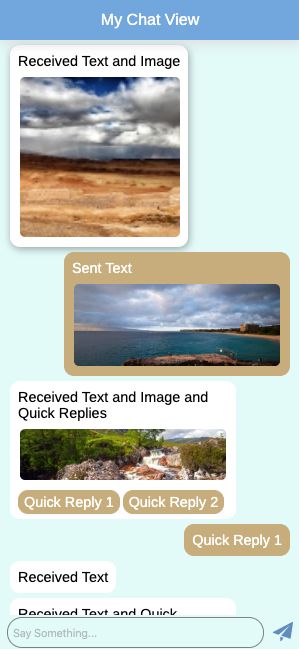 My Chat View
Received Text and Image
Sent Text
Received Text and Image and
Quick Replies
Quick Reply 1 Quick Reply 2
Quick Reply 1
Received Text
Received Text and Quick
Say Something...